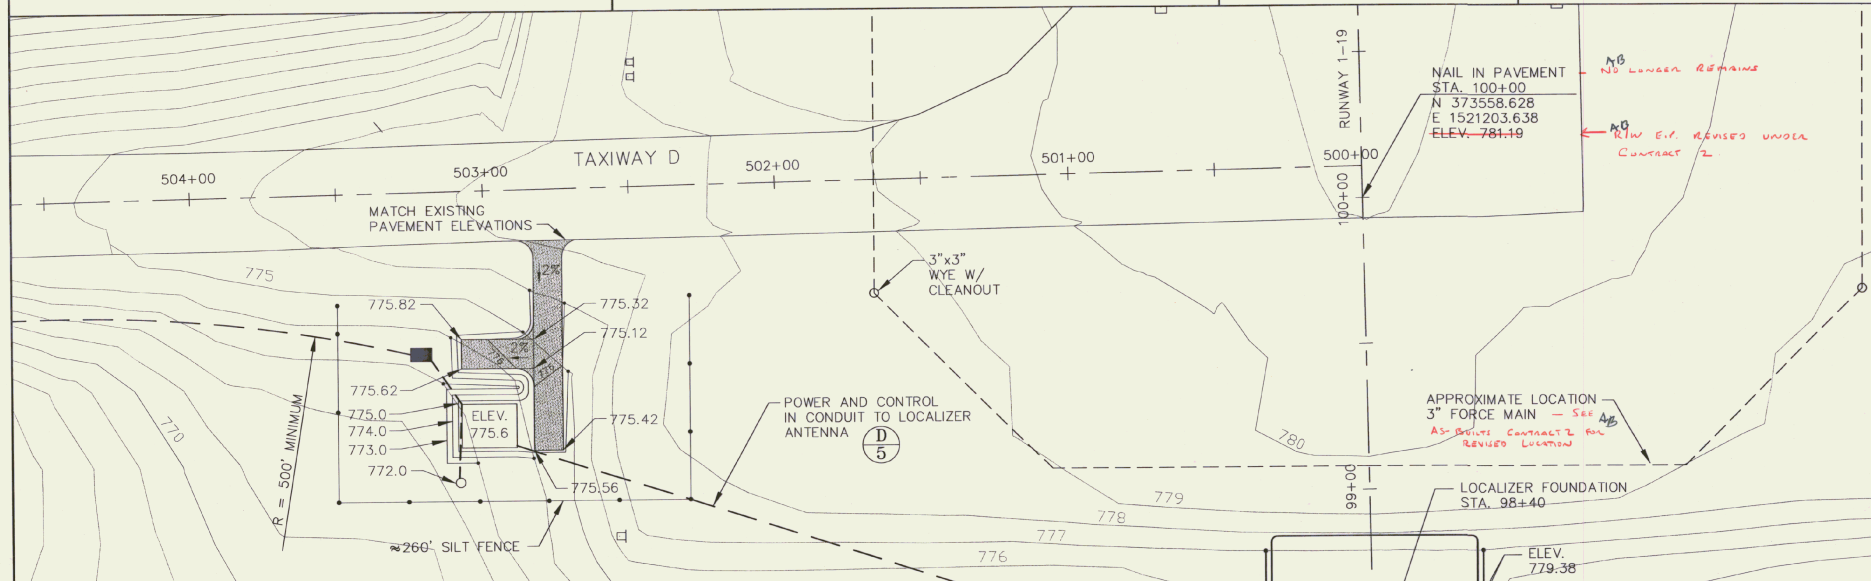 RUNWAY 1-19
NAIL IN PAVEMENT
STA. 100+00
N 373558.628
E 1521203.638
ELEV. 781.19
AB
NO LONGER REMAINS
AB
R/W E.P. REVISED UNDER
CONTRACT 2
TAXIWAY D
504+00
503+00
502+00
501+00
500+00
100+00
MATCH EXISTING
PAVEMENT ELEVATIONS
775
2%
3"x3"
WYE W/
CLEANOUT
775.82
775.32
775.12
2%
776
775
775.62
775.0
774.0
773.0
772.0
ELEV.
775.6
775.42
775.56
770
R = 500' MINIMUM
≈260' SILT FENCE
POWER AND CONTROL
IN CONDUIT TO LOCALIZER
ANTENNA
D
5
APPROXIMATE LOCATION
3" FORCE MAIN - SEE AB
AS-BUILTS CONTRACT 2 FOR
REVISED LOCATION
780
779
778
777
776
99+00
LOCALIZER FOUNDATION
STA. 98+40
ELEV.
779.38